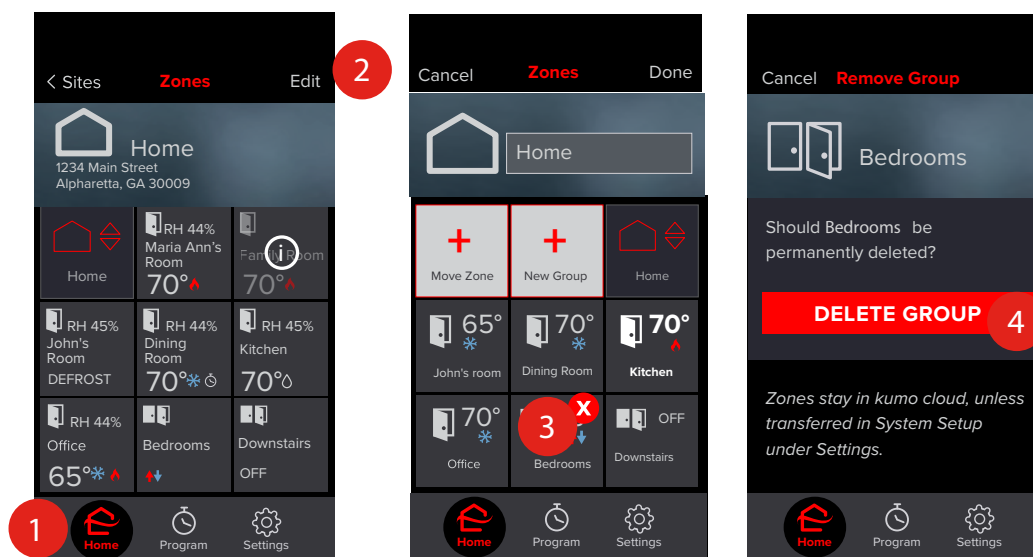 < Sites Zones Edit
2
Home
1234 Main Street
Alpharetta, GA 30009
Home
RH 44%
Maria Ann's
Room
70°
Family Room
i
70°
RH 45%
John's
Room
DEFROST
RH 44%
Dining
Room
70°
RH 45%
Kitchen
70°
RH 44%
Office
65°
Bedrooms
Downstairs
OFF
1
Home Program Settings
Cancel Zones Done
Home
+
Move Zone
+
New Group
Home
65°
John's room
70°
Dining Room
70°
Kitchen
70°
Office
3
X
Bedrooms
OFF
Downstairs
Home Program Settings
Cancel Remove Group
Bedrooms
Should Bedrooms be
permanently deleted?
DELETE GROUP
4
Zones stay in kumo cloud, unless
transferred in System Setup
under Settings.
Home Program Settings